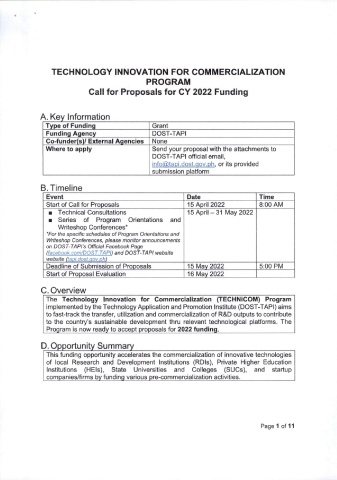 TECHNOLOGY INNOVATION FOR COMMERCIALIZATION
PROGRAM
Call for Proposals for CY 2022 Funding
A. Key Information
Type of Funding Grant
Funding Agency DOST-TAPI
Co-funder(s)/ External Agencies None
Where to apply Send your proposal with the attachments to
DOST-TAPI official email,
info@tapi.dost.gov.ph, or its provided
submission platform
B. Timeline
Event Date Time
Start of Call for Proposals 15 April 2022 8:00 AM
■ Technical Consultations 15 April – 31 May 2022
■ Series of Program Orientations and
Writeshop Conferences*
*For the specific schedules of Program Orientations and
Writeshop Conferences, please monitor announcements
on DOST-TAPI's Official Facebook Page
(facebook.com/DOST.TAPI) and DOST-TAPI website
website (tapi.dost.gov.ph)
Deadline of Submission of Proposals 15 May 2022 5:00 PM
Start of Proposal Evaluation 16 May 2022
C. Overview
The Technology Innovation for Commercialization (TECHNiCOM) Program
implemented by the Technology Application and Promotion Institute (DOST-TAPI) aims
to fast-track the transfer, utilization and commercialization of R&D outputs to contribute
to the country's sustainable development thru relevant technological platforms. The
Program is now ready to accept proposals for 2022 funding.
D. Opportunity Summary
This funding opportunity accelerates the commercialization of innovative technologies
of local Research and Development Institutions (RDIs), Private Higher Education
Institutions (HEIs), State Universities and Colleges (SUCs), and startup
companies/firms by funding various pre-commercialization activities.
Page 1 of 11